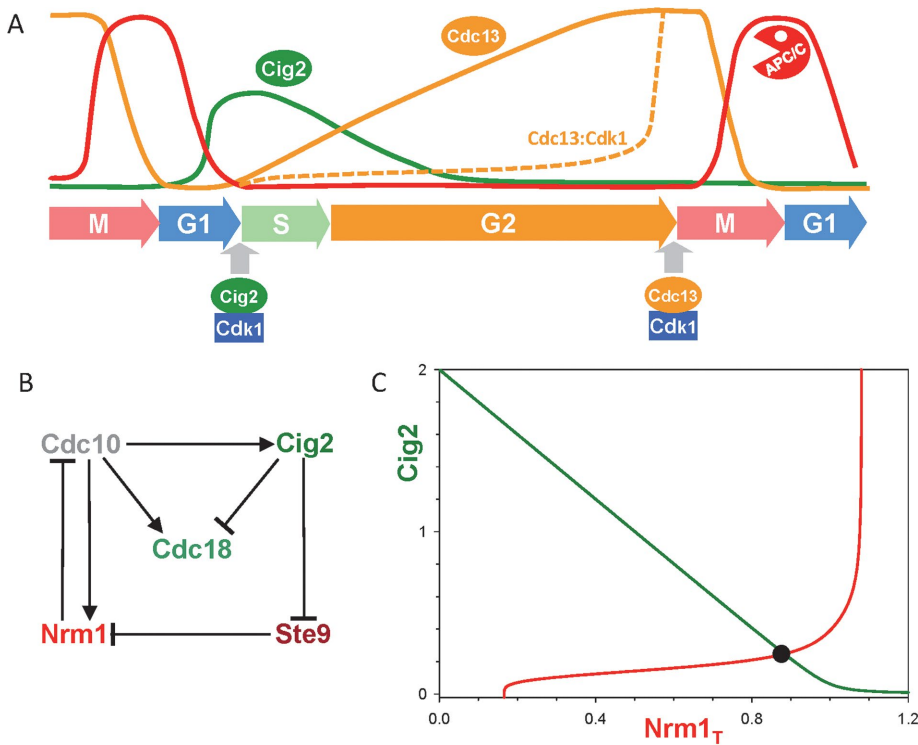 A
Cig2
Cdc13
APC/C
Cdc13:Cdk1
M
G1
S
G2
M
G1
Cig2
Cdk1
Cdc13
Cdk1
B
Cdc10
Cig2
Cdc18
Nrm1
Ste9
C
2
1
0
Cig2
0.0
0.4
0.8
1.2
Nrm1T